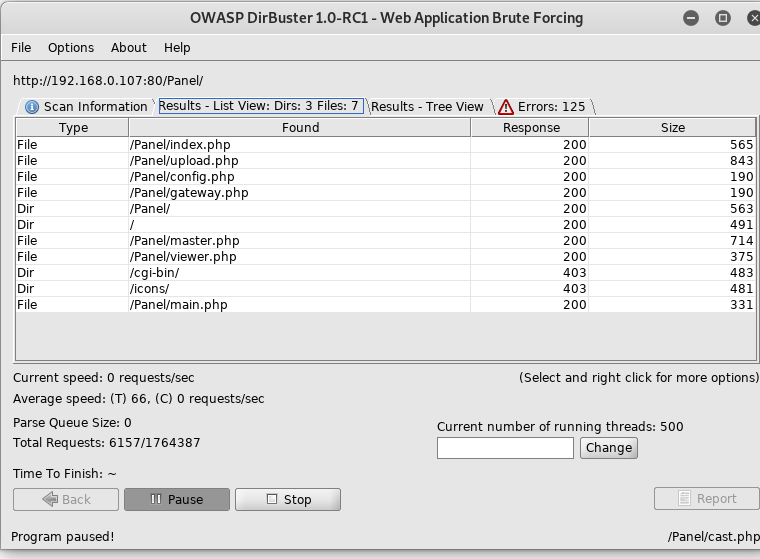 OWASP DirBuster 1.0-RC1 - Web Application Brute Forcing
File Options About Help
http://192.168.0.107:80/Panel/
Scan Information Results - List View: Dirs: 3 Files: 7 Results - Tree View Errors: 125
Type Found Response Size
File /Panel/index.php 200 565
File /Panel/upload.php 200 843
File /Panel/config.php 200 190
File /Panel/gateway.php 200 190
Dir /Panel/ 200 563
Dir / 200 491
File /Panel/master.php 200 714
File /Panel/viewer.php 200 375
Dir /cgi-bin/ 403 483
Dir /icons/ 403 481
File /Panel/main.php 200 331
Current speed: 0 requests/sec (Select and right click for more options)
Average speed: (T) 66, (C) 0 requests/sec
Parse Queue Size: 0 Current number of running threads: 500
Total Requests: 6157/1764387 Change
Time To Finish: ~
Back Pause Stop Report
Program paused! /Panel/cast.php